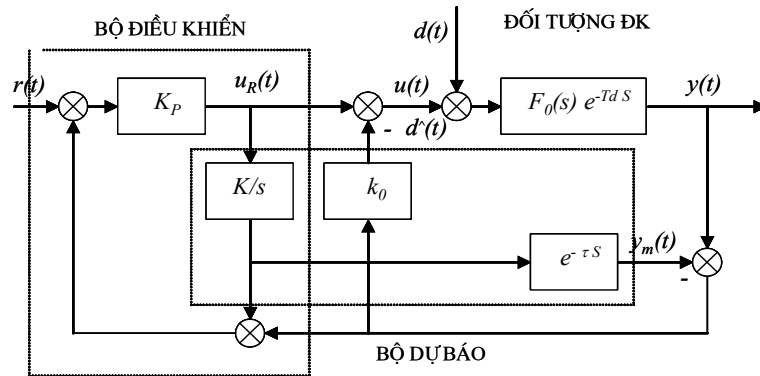 BỘ ĐIỀU KHIỂN
d(t)
ĐỐI TƯỢNG ĐK
r(t)
K_P
u_R(t)
u(t)
F_0(s) e^{-Td S}
y(t)
-
d^(t)
K/s
k_0
e^{- τ S}
y_m(t)
-
BỘ DỰ BÁO